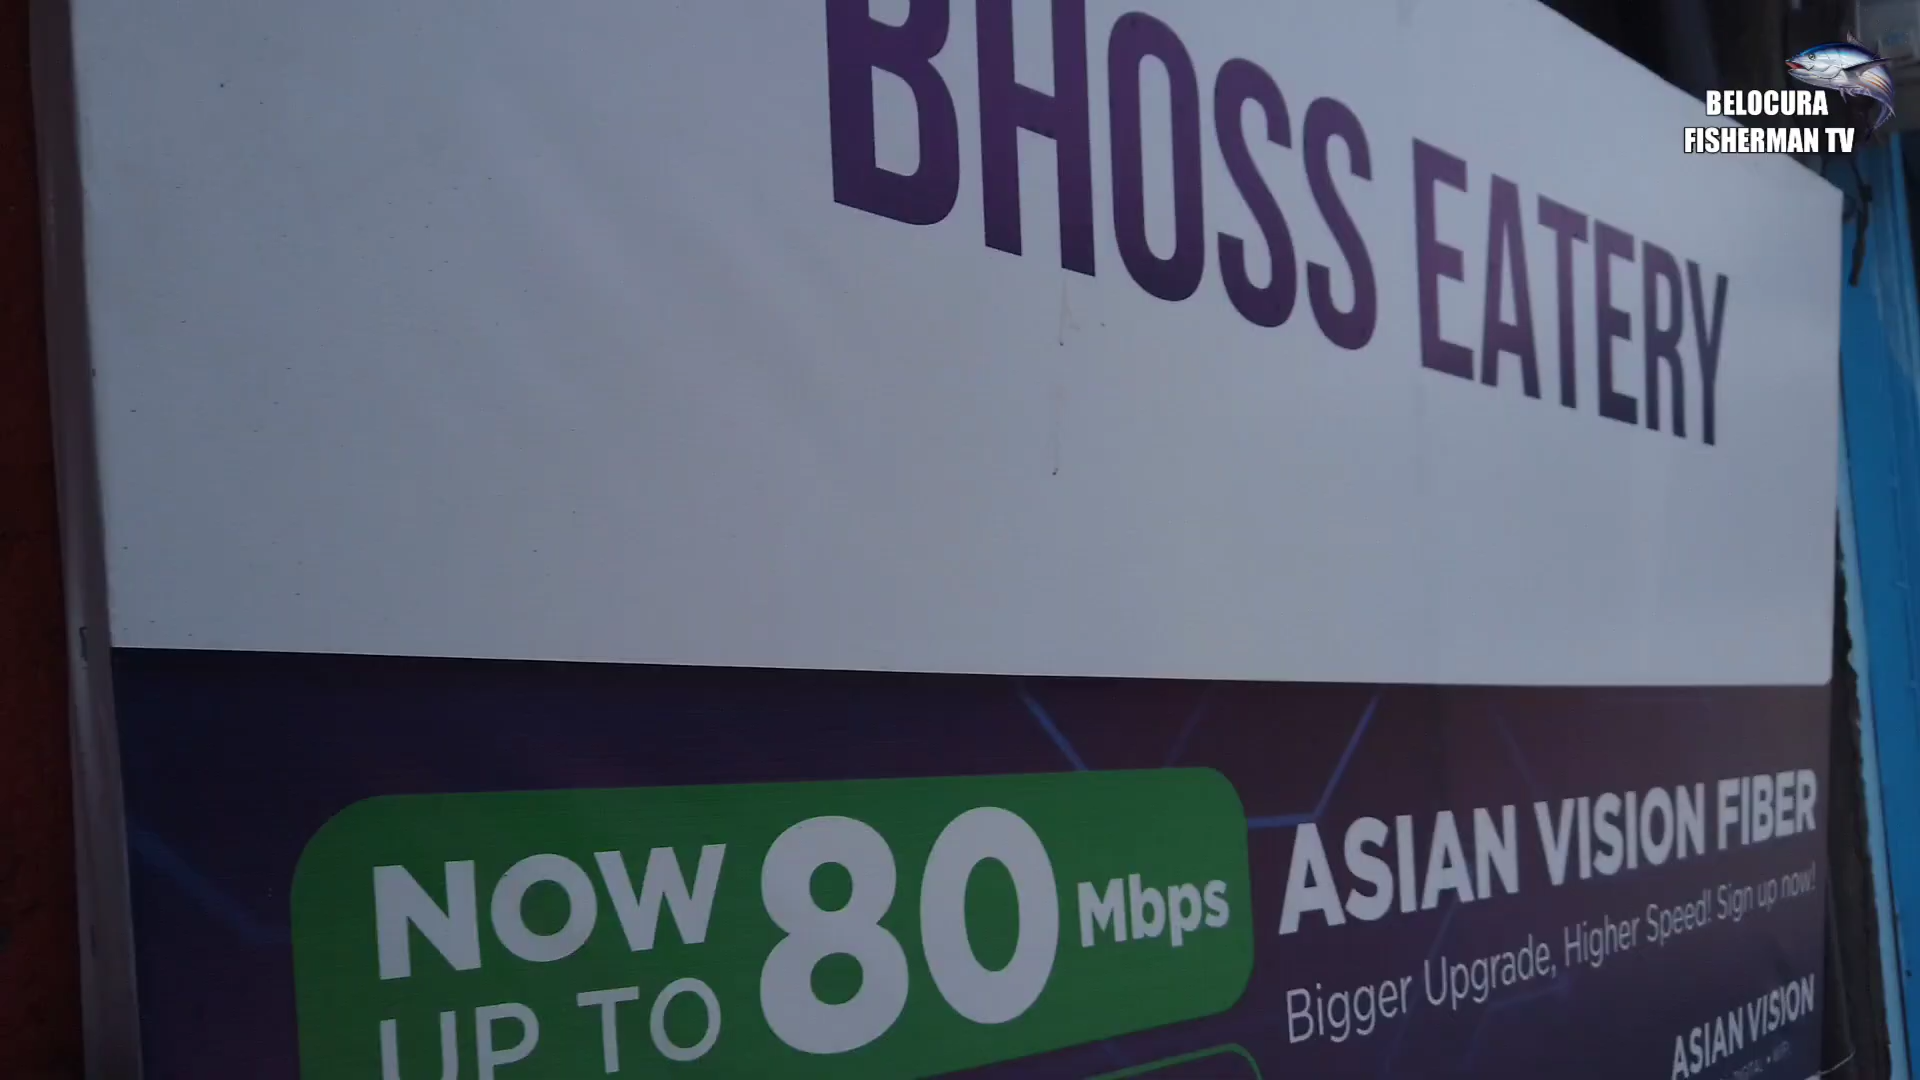 BELOCURA
FISHERMAN TV
BHOSS EATERY
NOW
UP TO
80 Mbps
ASIAN VISION FIBER
Bigger Upgrade, Higher Speed! Sign up now!
ASIAN VISION